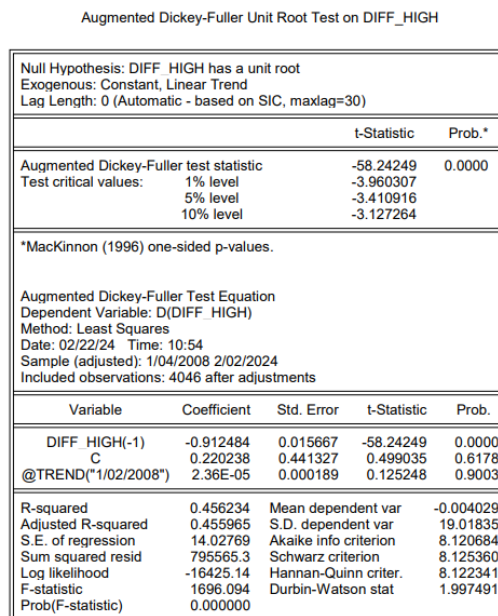 Augmented Dickey-Fuller Unit Root Test on DIFF_HIGH
Null Hypothesis: DIFF_HIGH has a unit root
Exogenous: Constant, Linear Trend
Lag Length: 0 (Automatic - based on SIC, maxlag=30)
t-Statistic Prob.*
Augmented Dickey-Fuller test statistic -58.24249 0.0000
Test critical values: 1% level -3.960307
5% level -3.410916
10% level -3.127264
*MacKinnon (1996) one-sided p-values.
Augmented Dickey-Fuller Test Equation
Dependent Variable: D(DIFF_HIGH)
Method: Least Squares
Date: 02/22/24 Time: 10:54
Sample (adjusted): 1/04/2008 2/02/2024
Included observations: 4046 after adjustments
Variable Coefficient Std. Error t-Statistic Prob.
DIFF_HIGH(-1) -0.912484 0.015667 -58.24249 0.0000
C 0.220238 0.441327 0.499035 0.6178
@TREND("1/02/2008") 2.36E-05 0.000189 0.125248 0.9003
R-squared 0.456234 Mean dependent var -0.004029
Adjusted R-squared 0.455965 S.D. dependent var 19.01835
S.E. of regression 14.02769 Akaike info criterion 8.120684
Sum squared resid 795565.3 Schwarz criterion 8.125360
Log likelihood -16425.14 Hannan-Quinn criter. 8.122341
F-statistic 1696.094 Durbin-Watson stat 1.997491
Prob(F-statistic) 0.000000